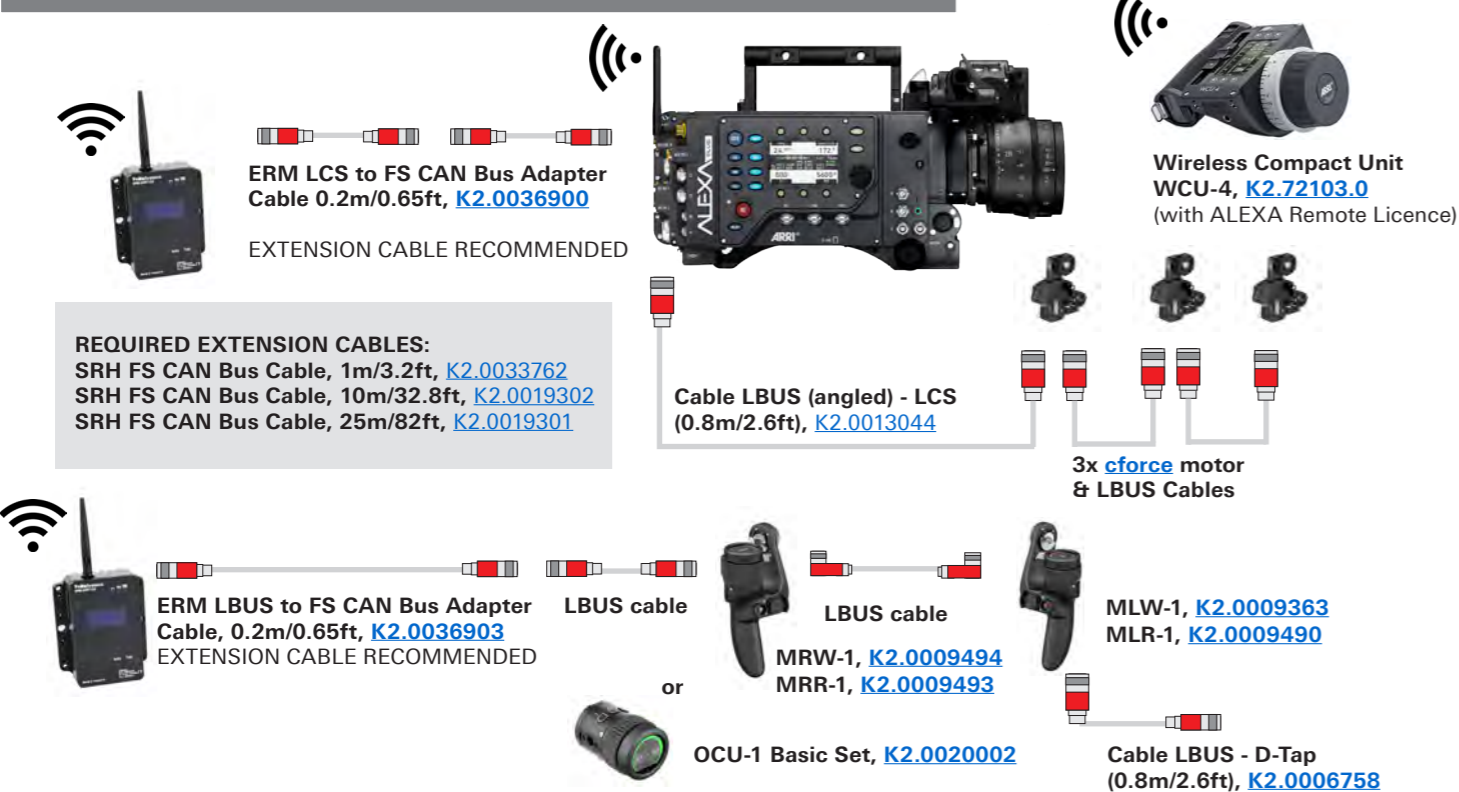 ERM LCS to FS CAN Bus Adapter
Cable 0.2m/0.65ft, K2.0036900
EXTENSION CABLE RECOMMENDED
ALEXA
ARRI
WCU-4
ARRI
Wireless Compact Unit
WCU-4, K2.72103.0
(with ALEXA Remote Licence)
REQUIRED EXTENSION CABLES:
SRH FS CAN Bus Cable, 1m/3.2ft, K2.0033762
SRH FS CAN Bus Cable, 10m/32.8ft, K2.0019302
SRH FS CAN Bus Cable, 25m/82ft, K2.0019301
Cable LBUS (angled) - LCS
(0.8m/2.6ft), K2.0013044
3x cforce motor
& LBUS Cables
ERM LBUS to FS CAN Bus Adapter
Cable, 0.2m/0.65ft, K2.0036903
EXTENSION CABLE RECOMMENDED
LBUS cable
LBUS cable
MRW-1, K2.0009494
MRR-1, K2.0009493
MLW-1, K2.0009363
MLR-1, K2.0009490
or
OCU-1 Basic Set, K2.0020002
Cable LBUS - D-Tap
(0.8m/2.6ft), K2.0006758